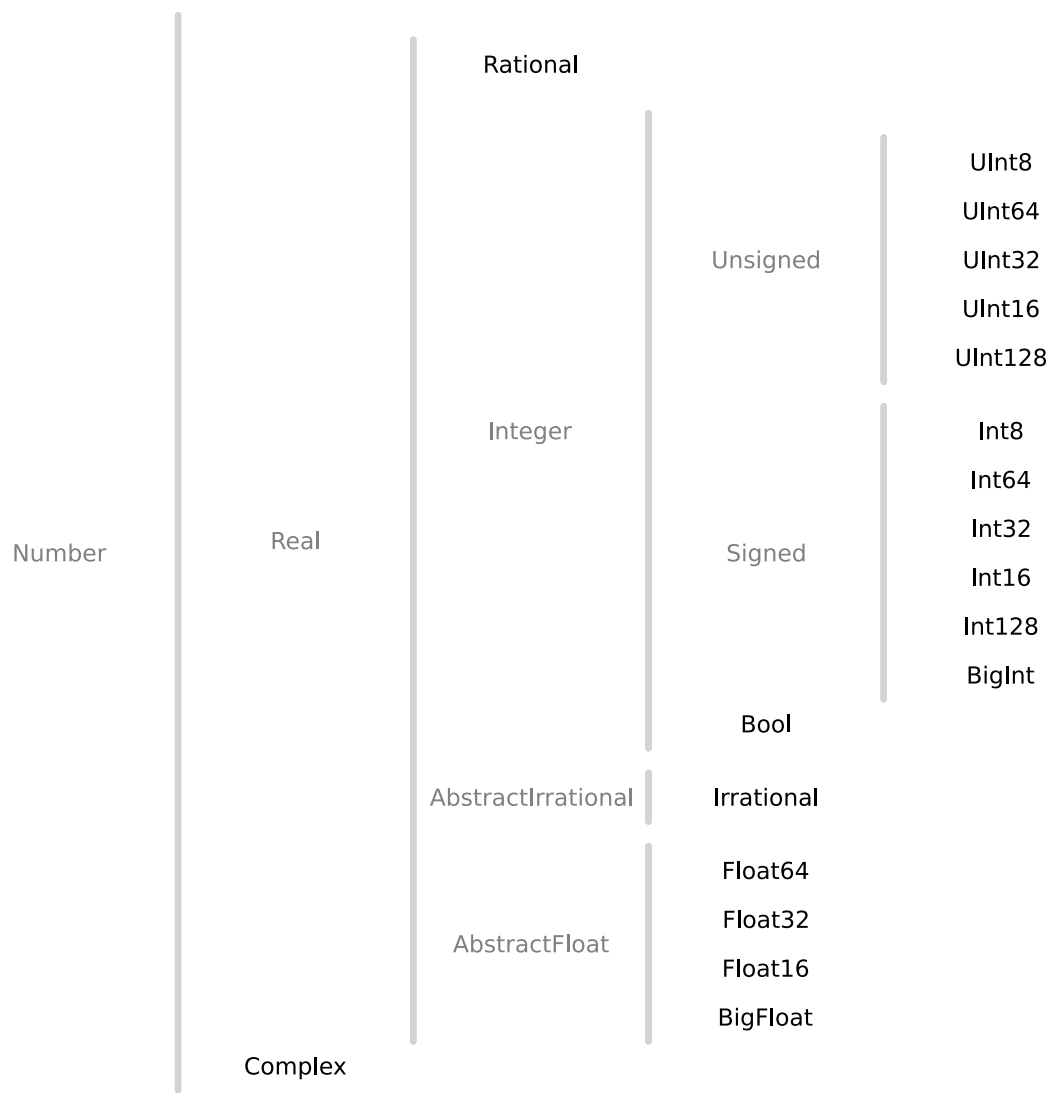 Rational
UInt8
UInt64
Unsigned UInt32
UInt16
UInt128
Integer Int8
Int64
Real Int32
Number Signed
Int16
Int128
BigInt
Bool
AbstractIrrational Irrational
Float64
Float32
AbstractFloat
Float16
BigFloat
Complex